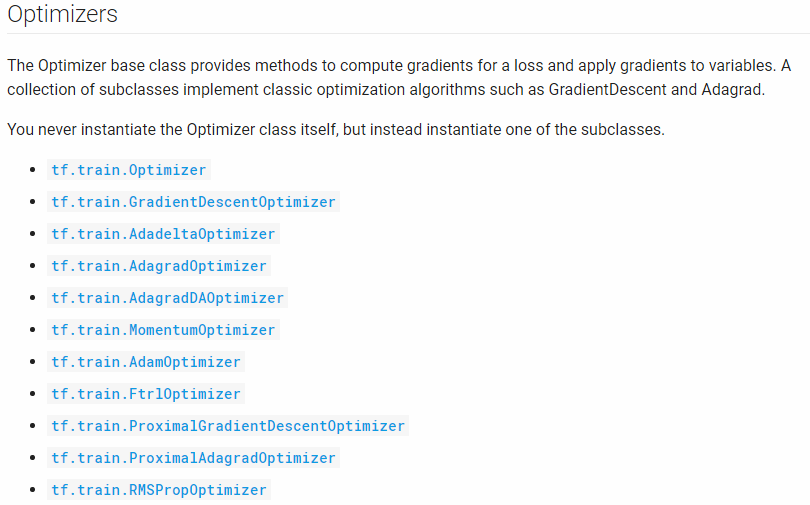 Optimizers
The Optimizer base class provides methods to compute gradients for a loss and apply gradients to variables. A
collection of subclasses implement classic optimization algorithms such as GradientDescent and Adagrad.
You never instantiate the Optimizer class itself, but instead instantiate one of the subclasses.
• tf.train.Optimizer
• tf.train.GradientDescentOptimizer
• tf.train.AdadeltaOptimizer
• tf.train.AdagradOptimizer
• tf.train.AdagradDAOptimizer
• tf.train.MomentumOptimizer
• tf.train.AdamOptimizer
• tf.train.FtrlOptimizer
• tf.train.ProximalGradientDescentOptimizer
• tf.train.ProximalAdagradOptimizer
• tf.train.RMSPropOptimizer